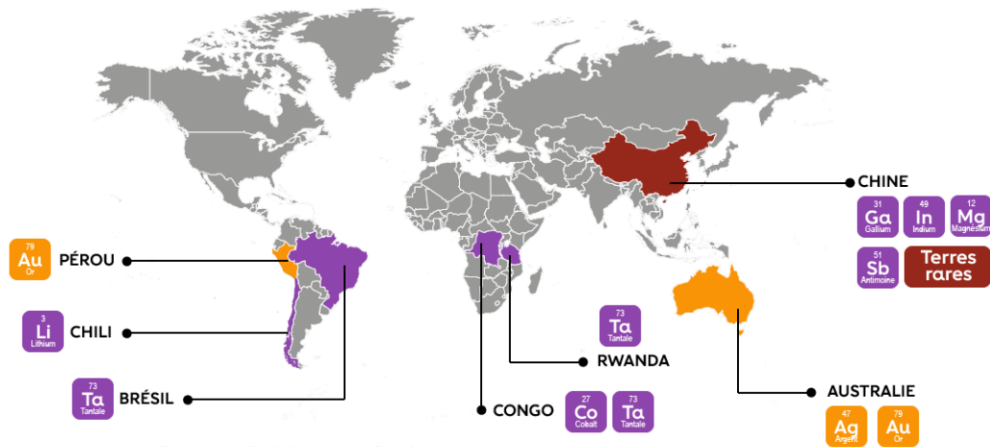 CHINE
31
Ga
Gallium
49
In
Indium
12
Mg
Magnésium
51
Sb
Antimoine
Terres
rares
79
Au
Or
PÉROU
3
Li
Lithium
CHILI
73
Ta
Tantale
BRÉSIL
73
Ta
Tantale
RWANDA
CONGO
27
Co
Cobalt
73
Ta
Tantale
AUSTRALIE
47
Ag
Argent
79
Au
Or